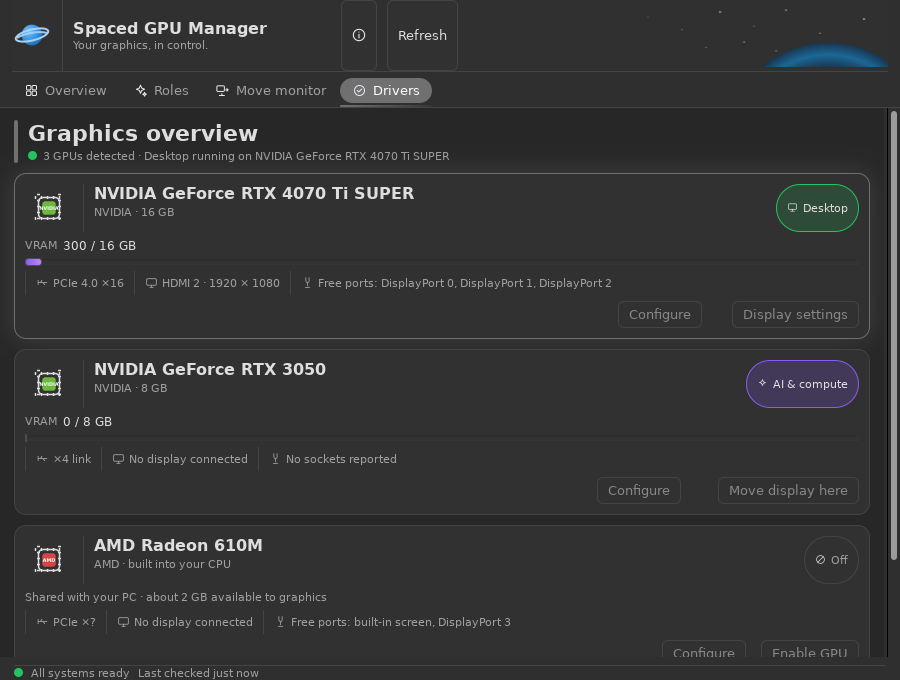 Spaced GPU Manager
Your graphics, in control.
Refresh
Overview
Roles
Move monitor
Drivers
Graphics overview
3 GPUs detected · Desktop running on NVIDIA GeForce RTX 4070 Ti SUPER
NVIDIA
NVIDIA GeForce RTX 4070 Ti SUPER
NVIDIA · 16 GB
Desktop
VRAM 300 / 16 GB
PCIe 4.0 ×16
HDMI 2 · 1920 × 1080
Free ports: DisplayPort 0, DisplayPort 1, DisplayPort 2
Configure
Display settings
NVIDIA
NVIDIA GeForce RTX 3050
NVIDIA · 8 GB
AI & compute
VRAM 0 / 8 GB
×4 link
No display connected
No sockets reported
Configure
Move display here
AMD
AMD Radeon 610M
AMD · built into your CPU
Off
Shared with your PC · about 2 GB available to graphics
PCIe ×?
No display connected
Free ports: built-in screen, DisplayPort 3
Configure
Enable GPU
All systems ready
Last checked just now